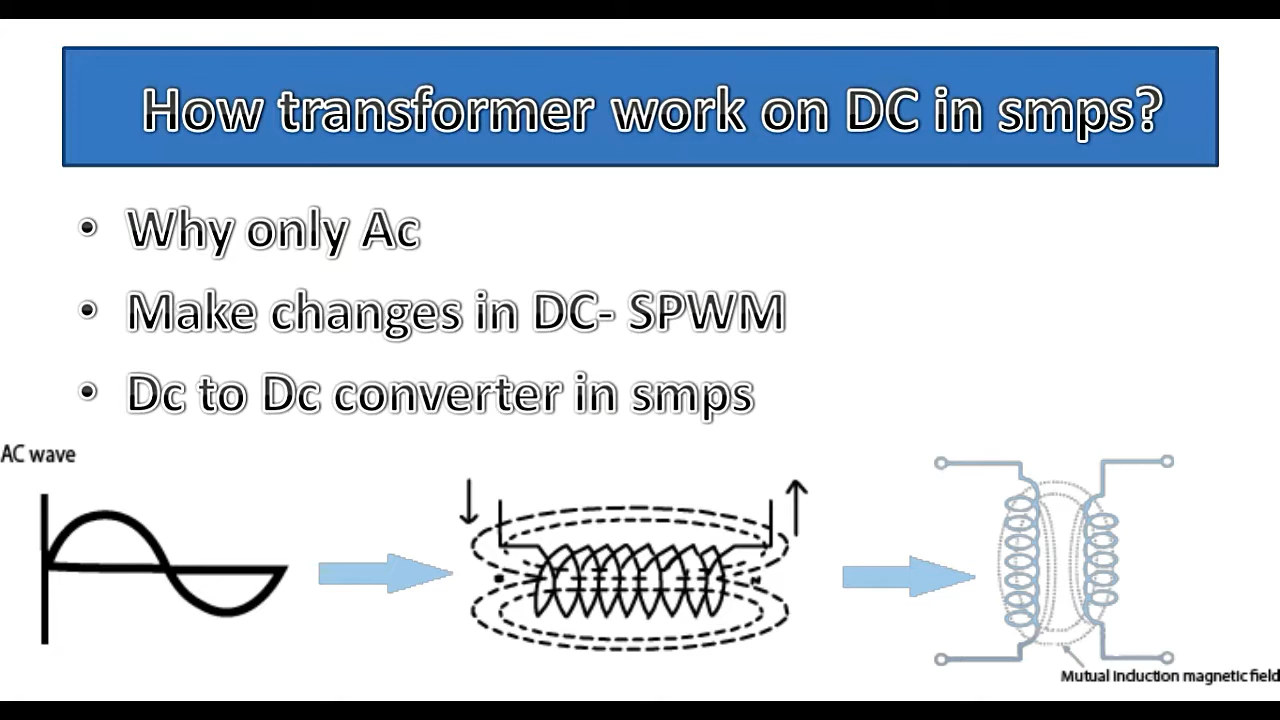 How transformer work on DC in smps?
• Why only Ac
• Make changes in DC- SPWM
• Dc to Dc converter in smps
AC wave
N
Mutual induction magnetic field